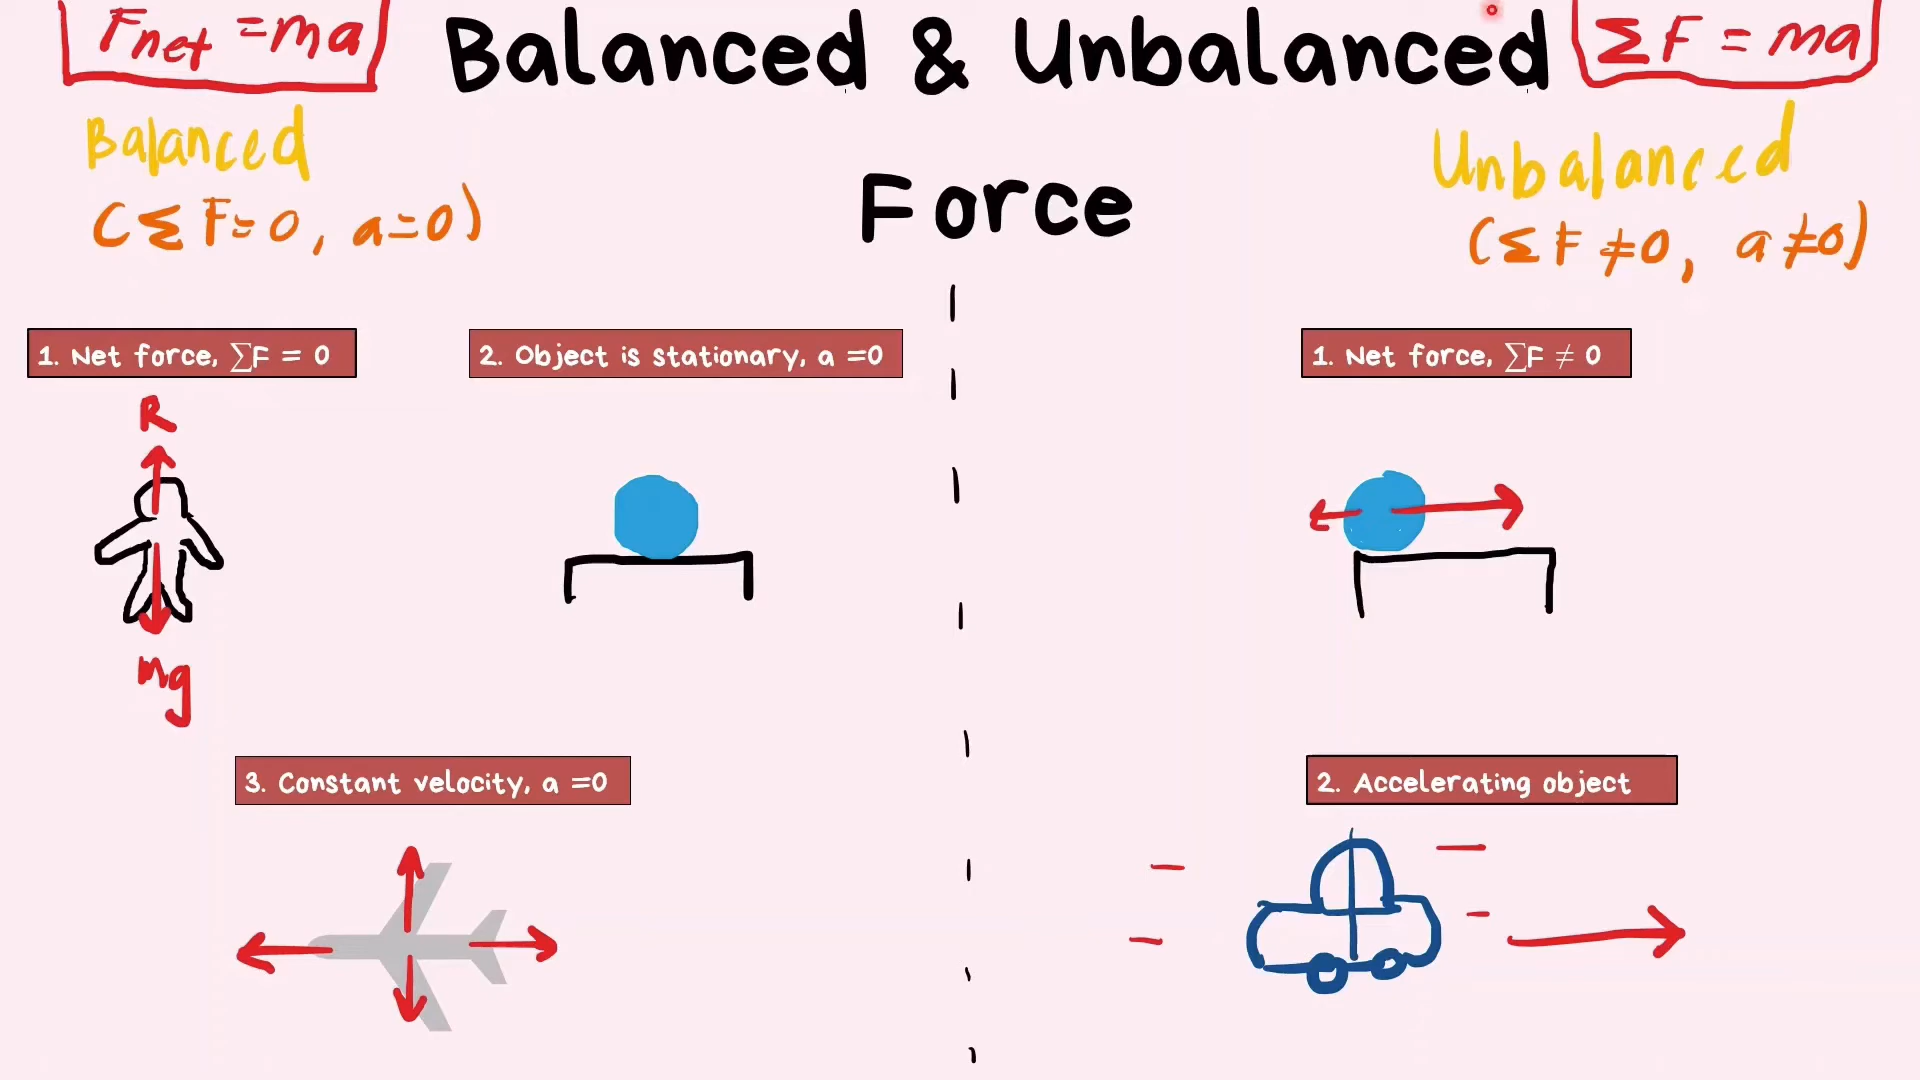 Fnet = ma
Balanced & Unbalanced
Force
ΣF = ma
Balanced
(ΣF=0, a=0)
Unbalanced
(ΣF≠0, a≠0)
1. Net force, ∑F = 0
2. Object is stationary, a =0
1. Net force, ∑F ≠ 0
R
mg
3. Constant velocity, a =0
2. Accelerating object